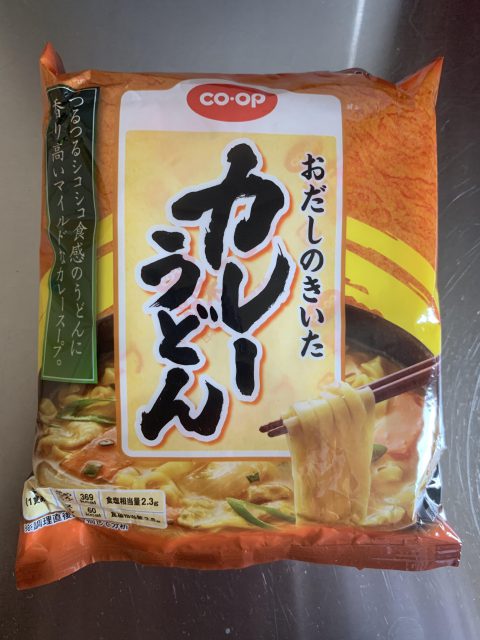 CO·OP
おだしのきいた
カレー
うどん
つるつるシコシコ食感のうどんに
香り高いマイルドなカレースープ。
369
食塩相当量2.3g
60